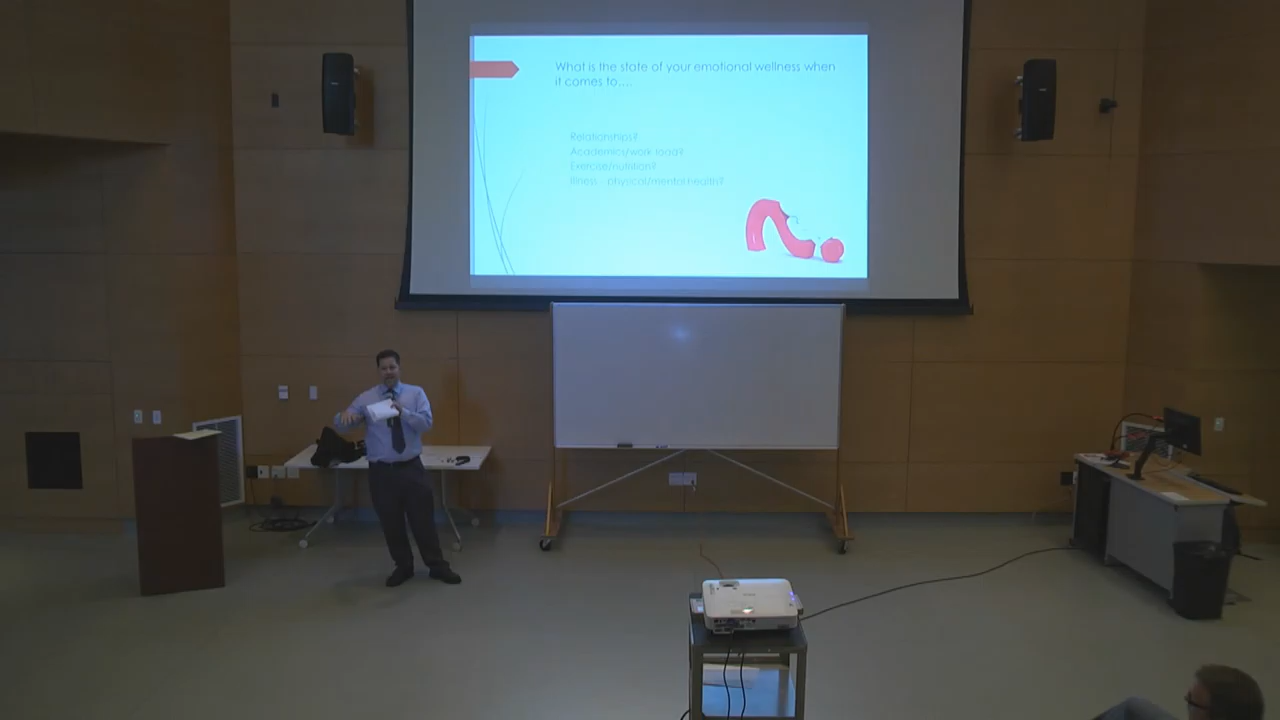 What is the state of your emotional wellness when
it comes to....
Relationships?
Academics/work-load?
Exercise/nutrition?
Illness - physical/mental health?